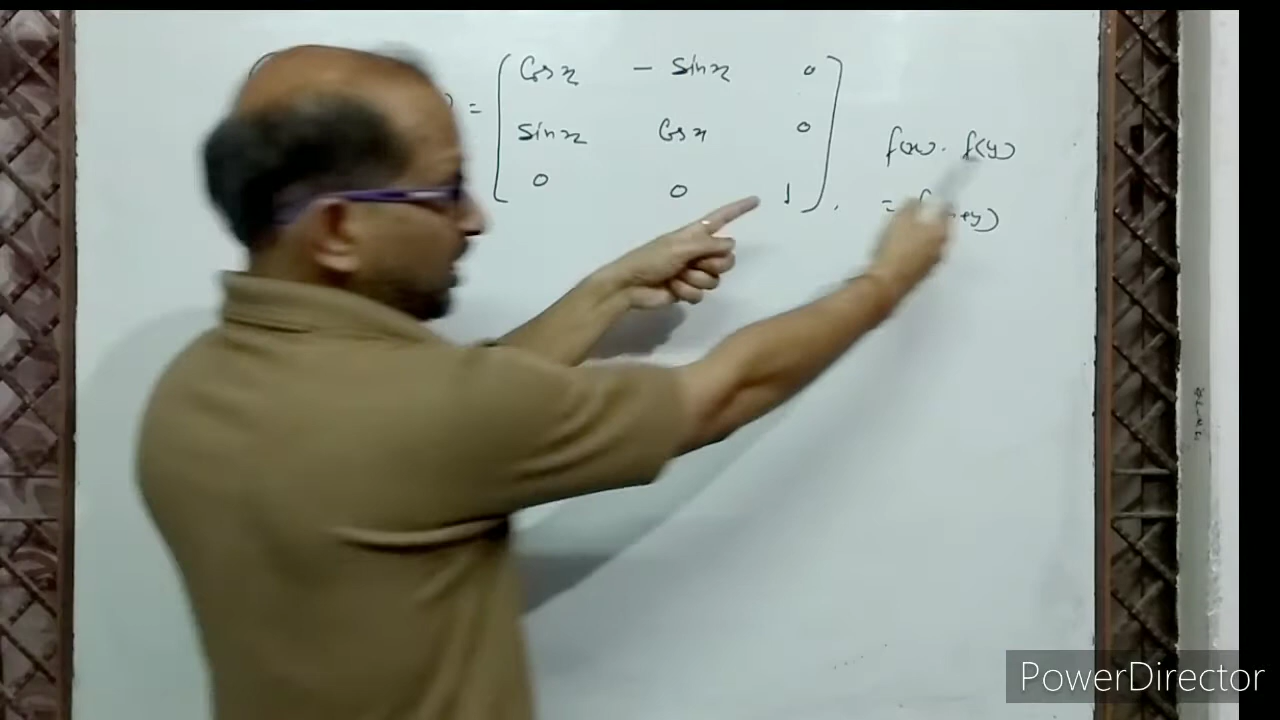 ) = [ Cos x - Sin x 0
Sin x Cos x 0
0 0 1 ] .
f(x) . f(y)
= f( x+y)
PowerDirector